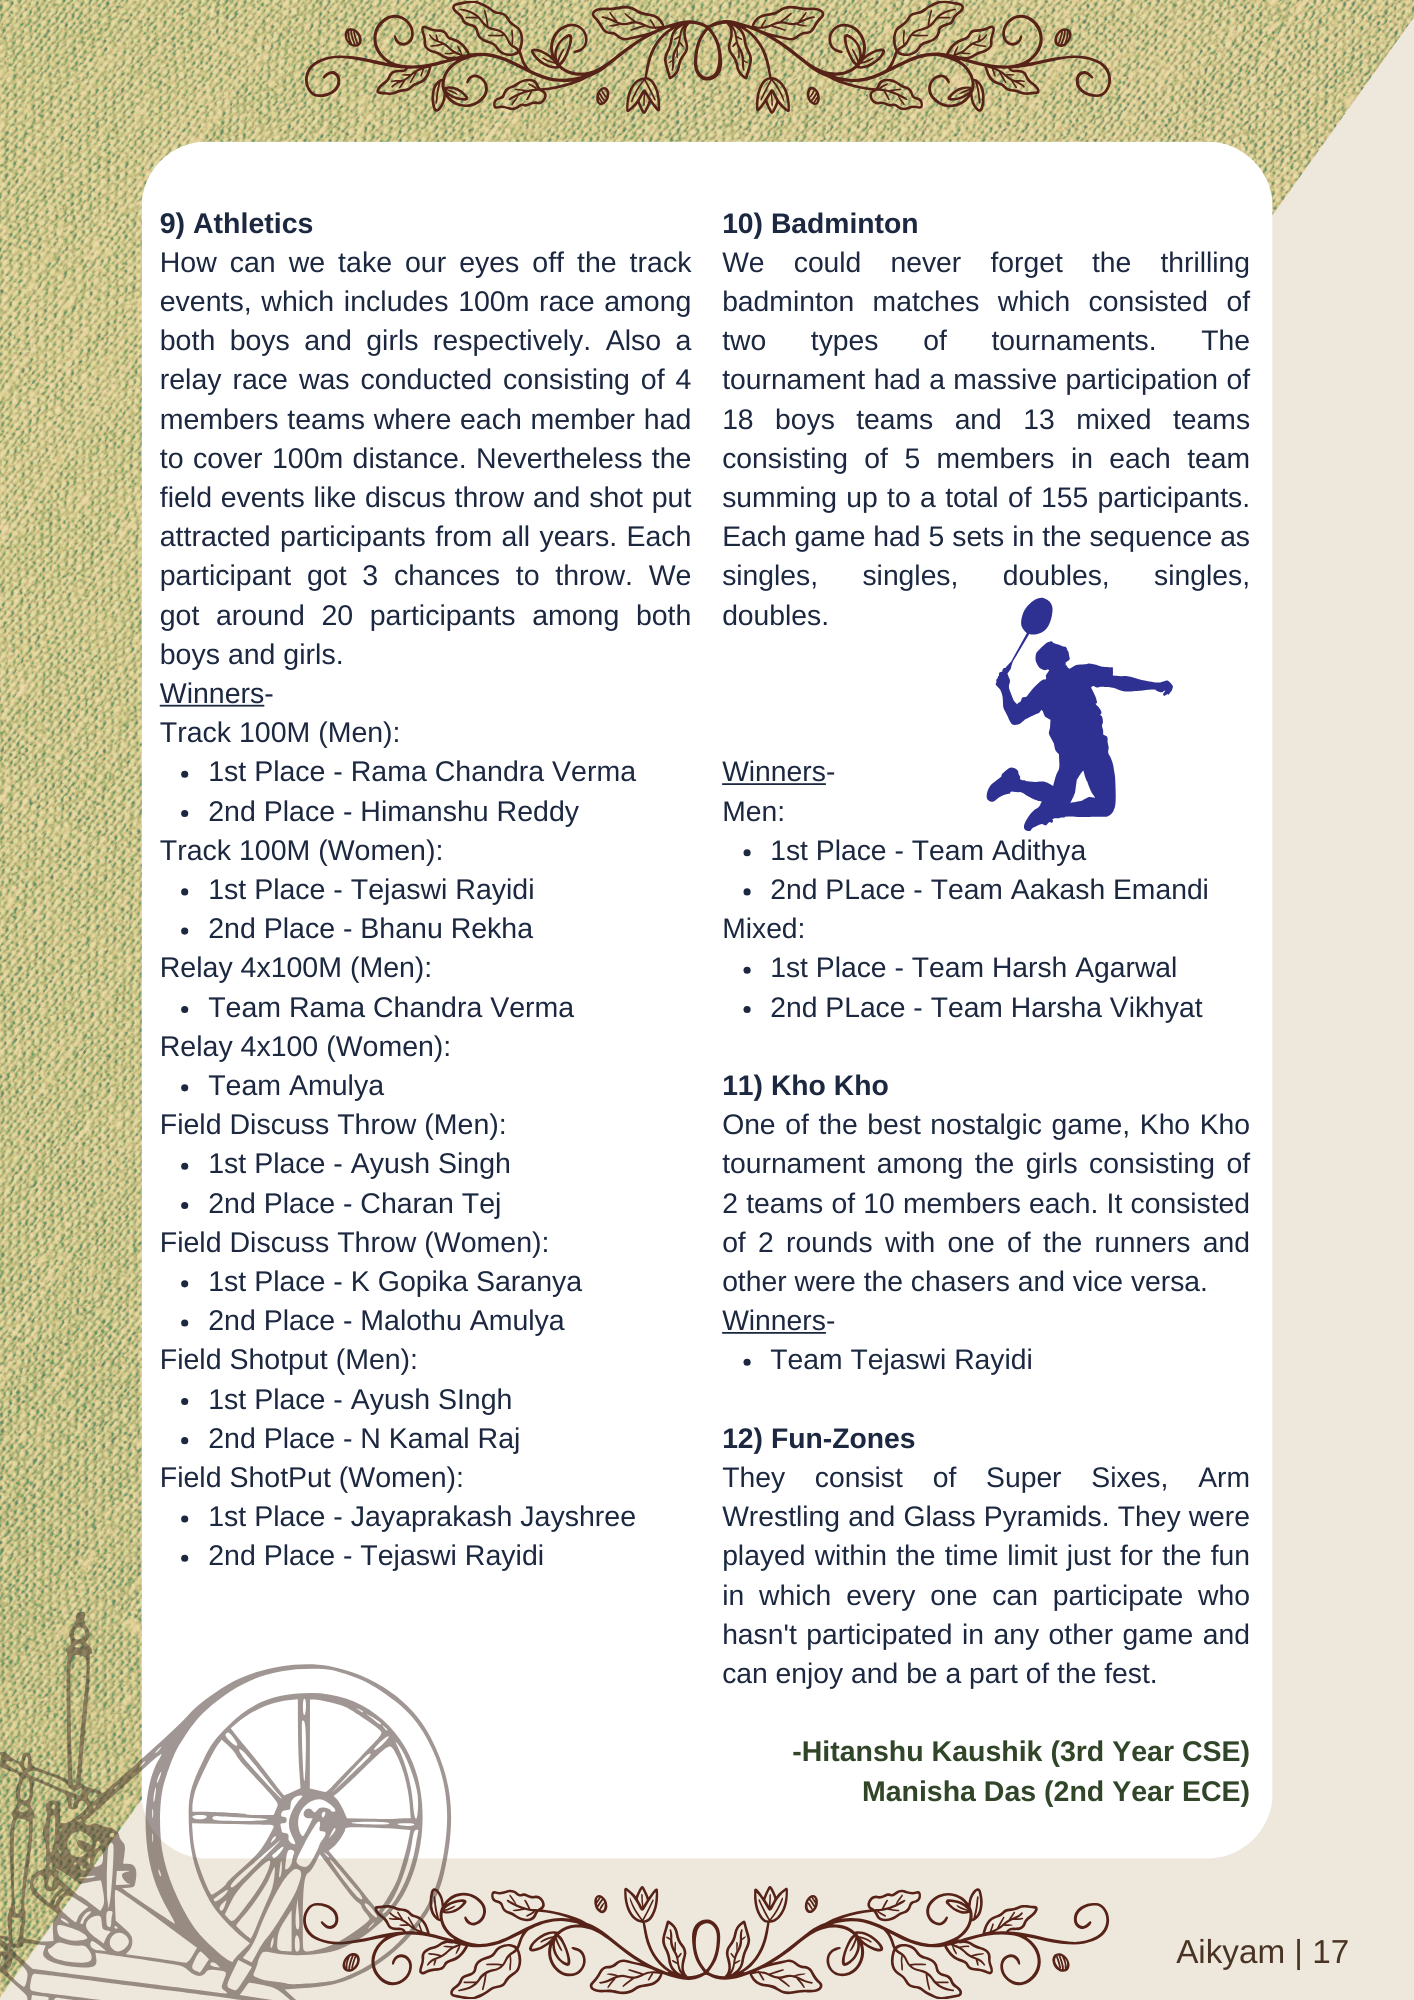 9) Athletics
How can we take our eyes off the track
events, which includes 100m race among
both boys and girls respectively. Also a
relay race was conducted consisting of 4
members teams where each member had
to cover 100m distance. Nevertheless the
field events like discus throw and shot put
attracted participants from all years. Each
participant got 3 chances to throw. We
got around 20 participants among both
boys and girls.
Winners-
Track 100M (Men):
• 1st Place - Rama Chandra Verma
• 2nd Place - Himanshu Reddy
Track 100M (Women):
• 1st Place - Tejaswi Rayidi
• 2nd Place - Bhanu Rekha
Relay 4x100M (Men):
• Team Rama Chandra Verma
Relay 4x100 (Women):
• Team Amulya
Field Discuss Throw (Men):
• 1st Place - Ayush Singh
• 2nd Place - Charan Tej
Field Discuss Throw (Women):
• 1st Place - K Gopika Saranya
• 2nd Place - Malothu Amulya
Field Shotput (Men):
• 1st Place - Ayush SIngh
• 2nd Place - N Kamal Raj
Field ShotPut (Women):
• 1st Place - Jayaprakash Jayshree
• 2nd Place - Tejaswi Rayidi
10) Badminton
We could never forget the thrilling
badminton matches which consisted of
two types of tournaments. The
tournament had a massive participation of
18 boys teams and 13 mixed teams
consisting of 5 members in each team
summing up to a total of 155 participants.
Each game had 5 sets in the sequence as
singles, singles, doubles, singles,
doubles.
Winners-
Men:
• 1st Place - Team Adithya
• 2nd PLace - Team Aakash Emandi
Mixed:
• 1st Place - Team Harsh Agarwal
• 2nd PLace - Team Harsha Vikhyat
11) Kho Kho
One of the best nostalgic game, Kho Kho
tournament among the girls consisting of
2 teams of 10 members each. It consisted
of 2 rounds with one of the runners and
other were the chasers and vice versa.
Winners-
• Team Tejaswi Rayidi
12) Fun-Zones
They consist of Super Sixes, Arm
Wrestling and Glass Pyramids. They were
played within the time limit just for the fun
in which every one can participate who
hasn't participated in any other game and
can enjoy and be a part of the fest.
-Hitanshu Kaushik (3rd Year CSE)
Manisha Das (2nd Year ECE)
Aikyam | 17